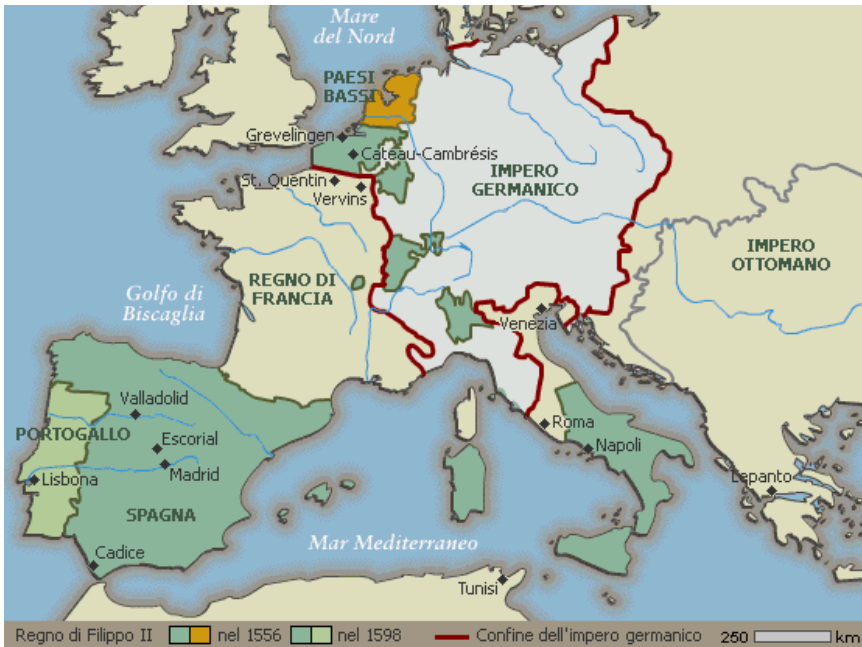 Mare
del Nord
PAESI
BASSI
Grevelingen
Cateau-Cambrésis
St. Quentin
Vervins
IMPERO
GERMANICO
IMPERO
OTTOMANO
REGNO DI
FRANCIA
Golfo di
Biscaglia
Venezia
Valladolid
PORTOGALLO
Escorial
Madrid
Lisbona
SPAGNA
Cadice
Roma
Napoli
Lepanto
Mar Mediterraneo
Tunisi
Regno di Filippo II nel 1556 nel 1598 Confine dell'impero germanico 250 km